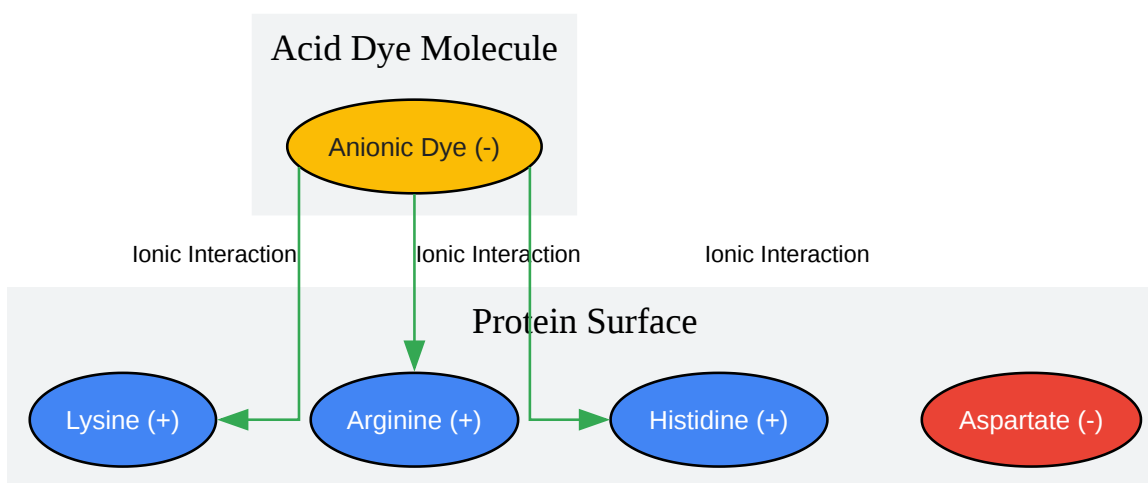 Acid Dye Molecule
Anionic Dye (-)
Ionic Interaction
Ionic Interaction
Ionic Interaction
Protein Surface
Lysine (+)
Arginine (+)
Histidine (+)
Aspartate (-)